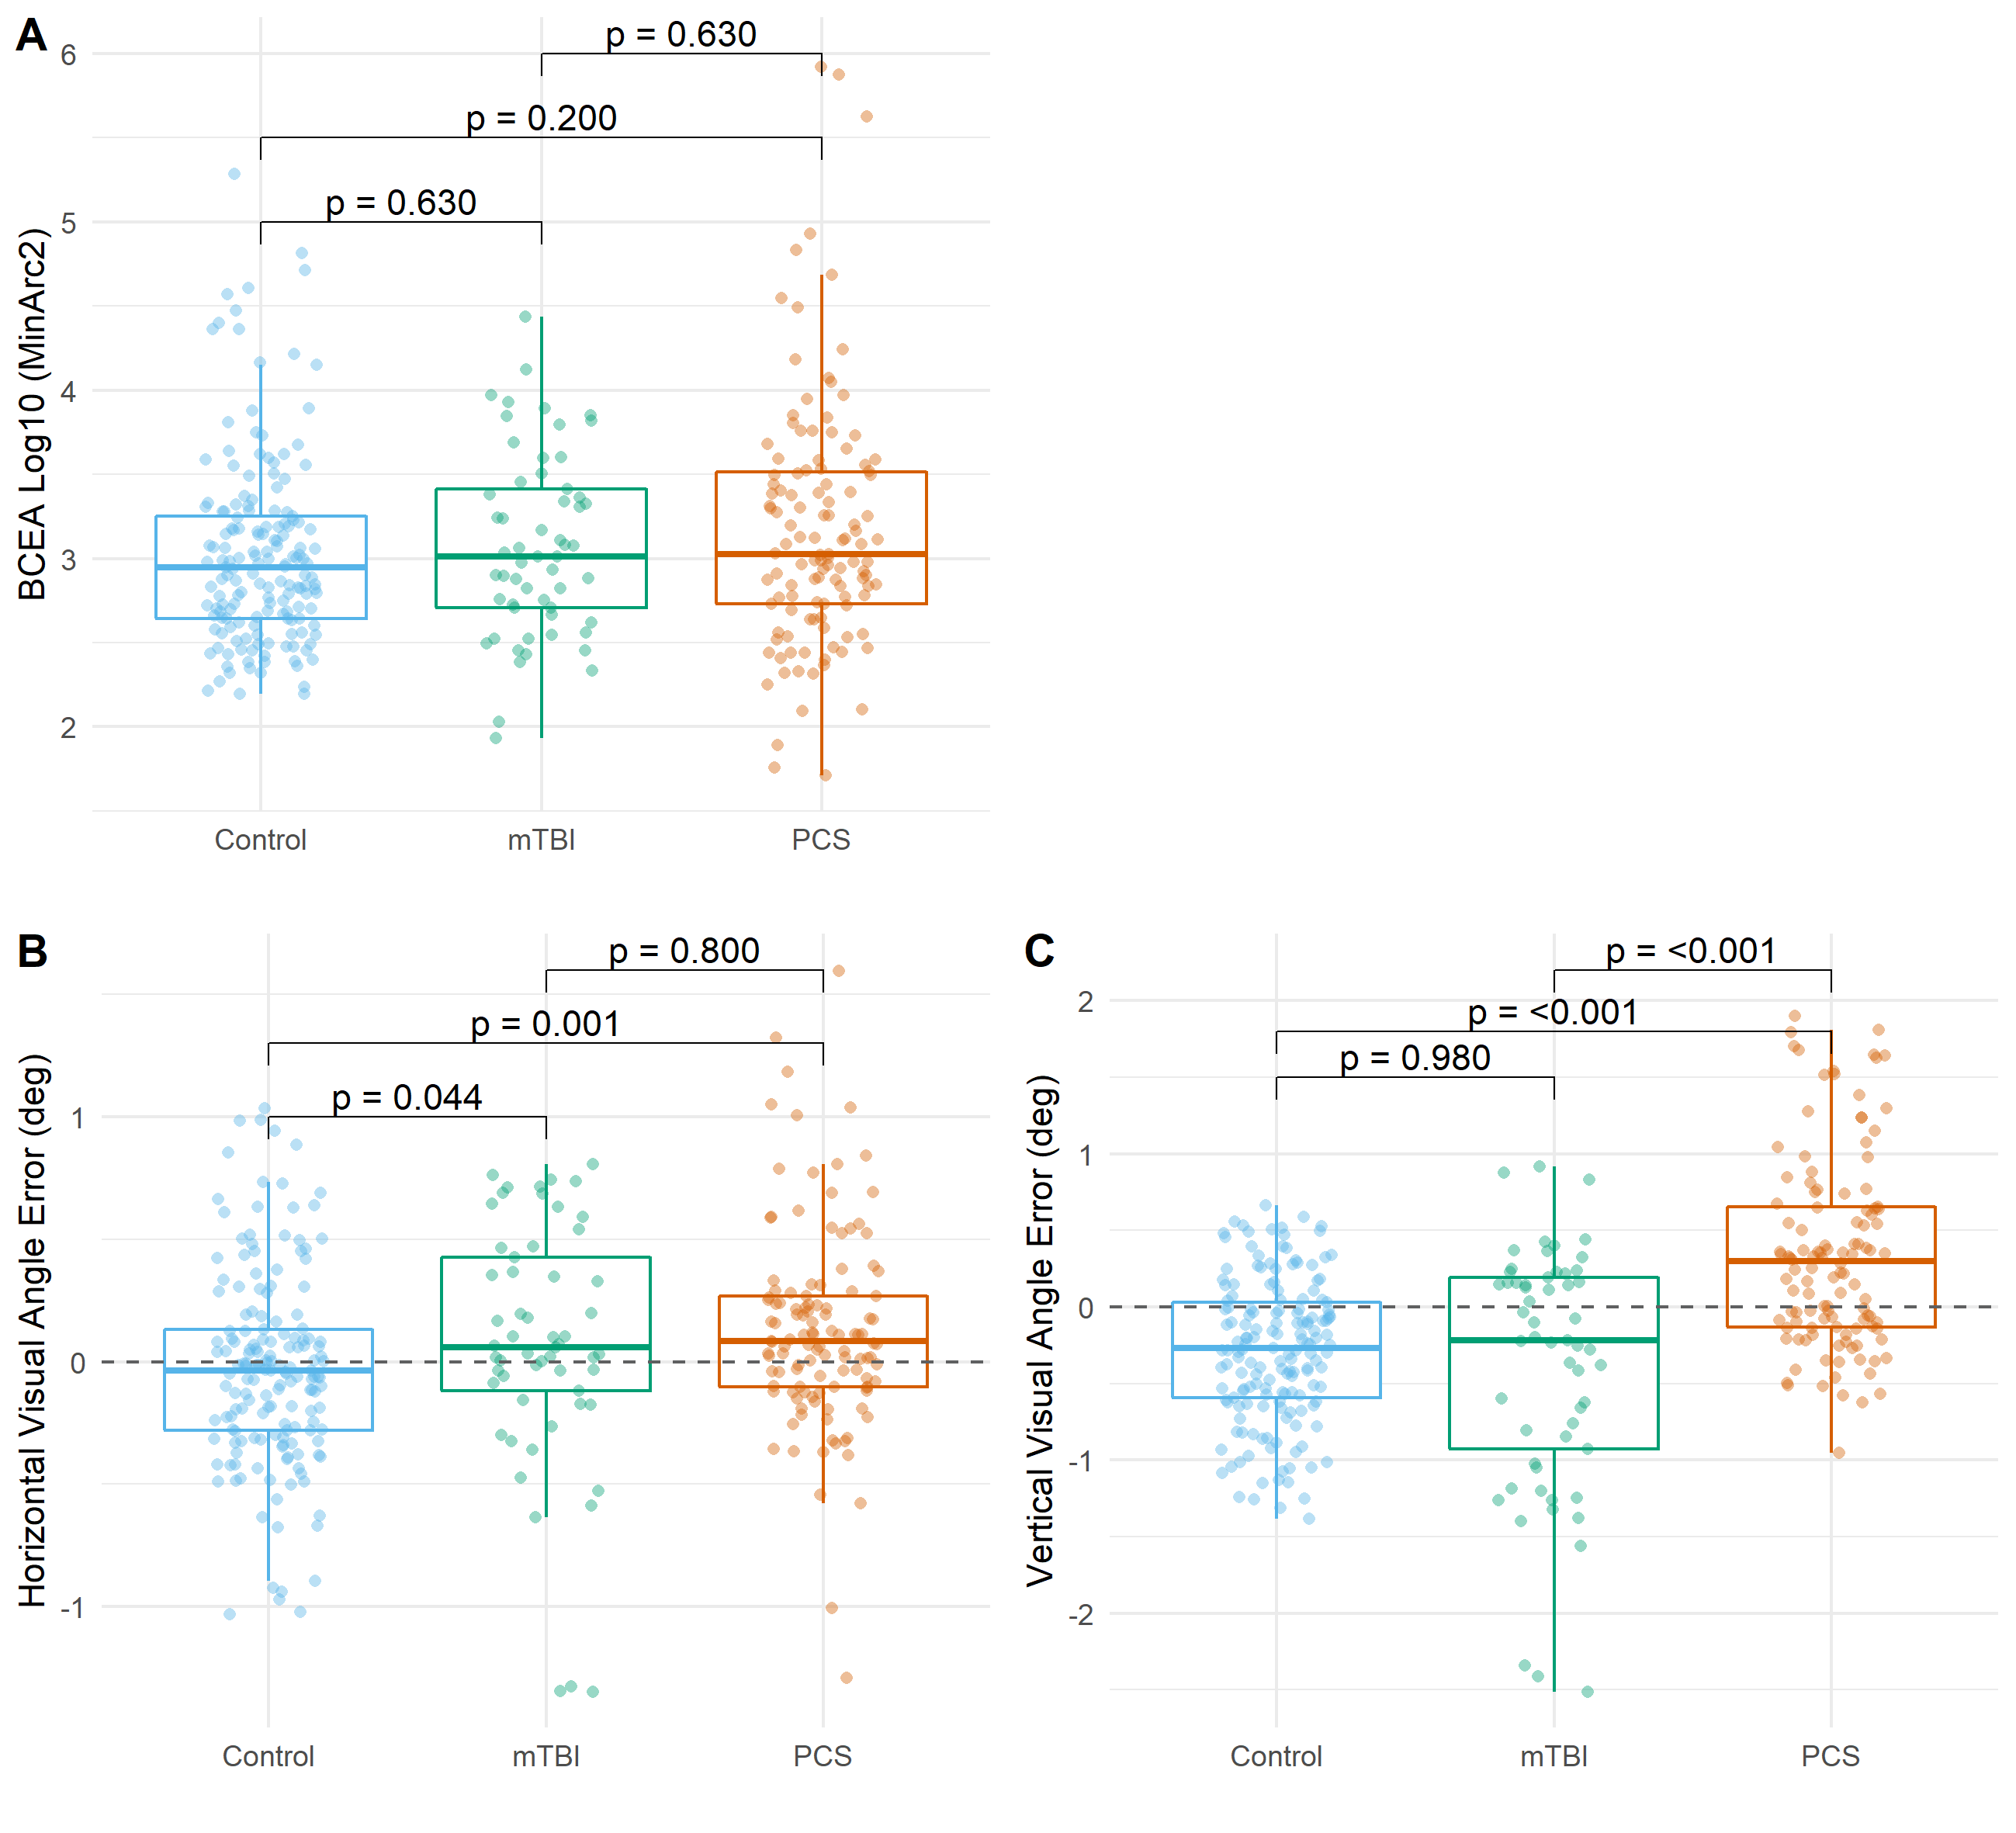 A
BCEA Log10 (MinArc2)
6
5
4
3
2
p = 0.630
p = 0.200
p = 0.630
Control
mTBI
PCS
B
Horizontal Visual Angle Error (deg)
1
0
-1
p = 0.800
p = 0.001
p = 0.044
Control
mTBI
PCS
C
Vertical Visual Angle Error (deg)
2
1
0
-1
-2
p = <0.001
p = <0.001
p = 0.980
Control
mTBI
PCS